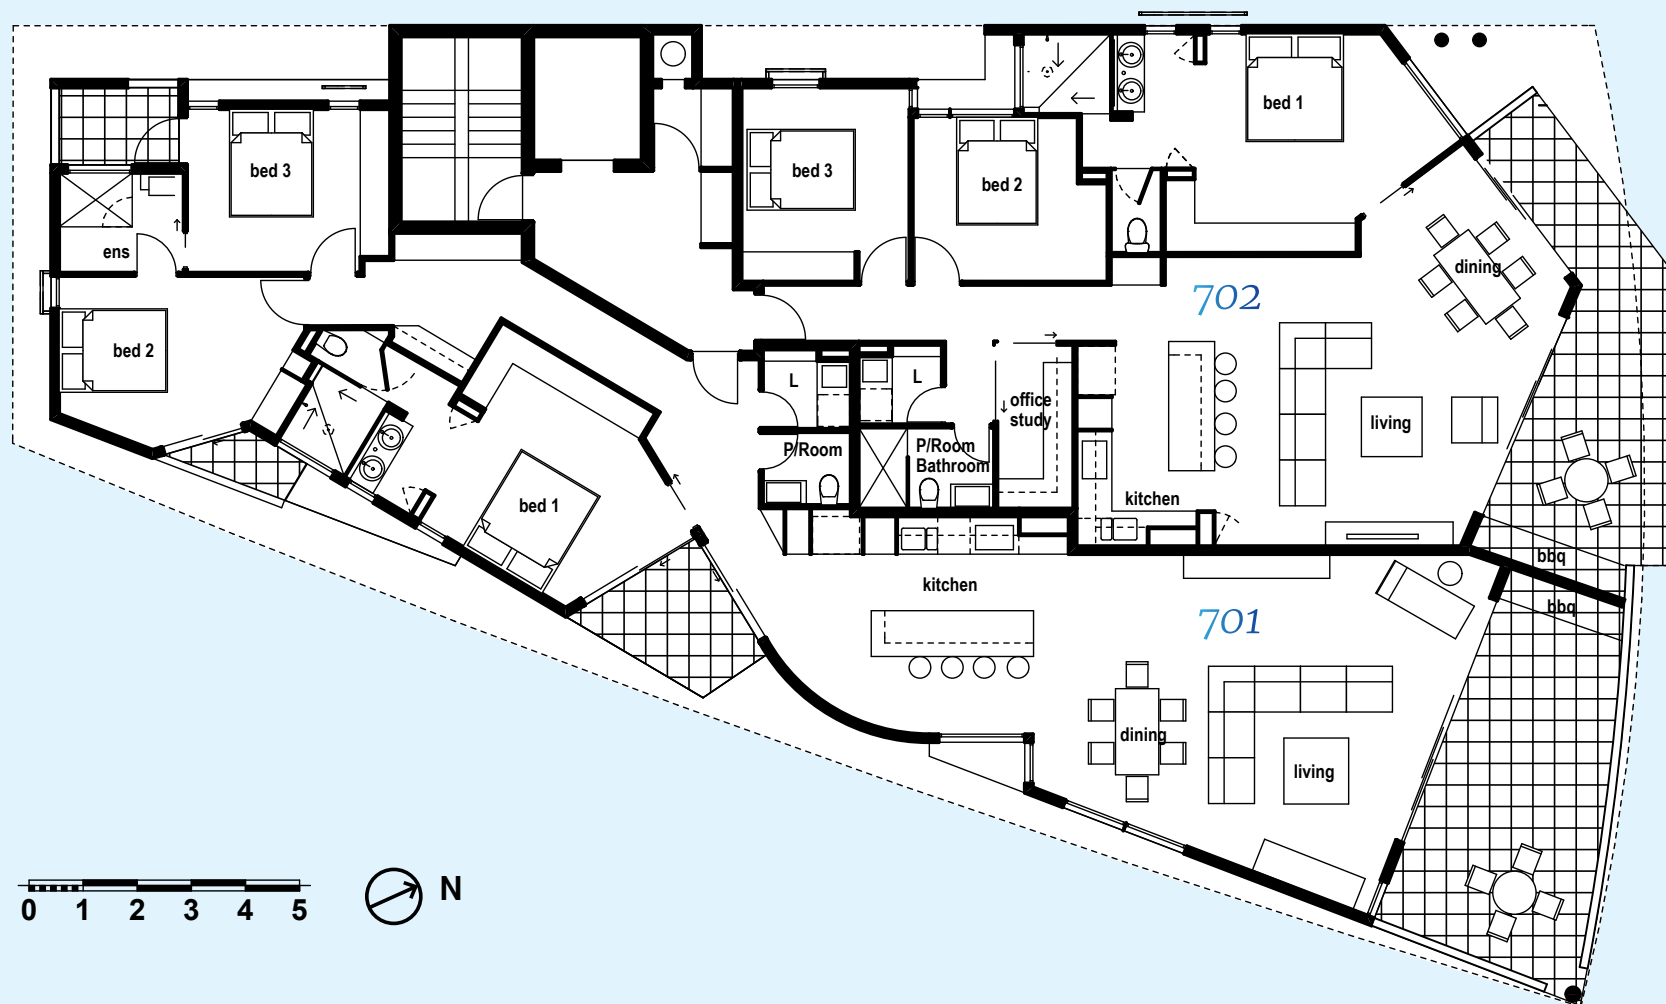 bed 1
bed 3
bed 3
bed 2
ens
dining
702
bed 2
L
L
office
study
living
P/Room
P/Room
Bathroom
kitchen
bed 1
bbq
kitchen
bbq
701
dining
living
N
0 1 2 3 4 5